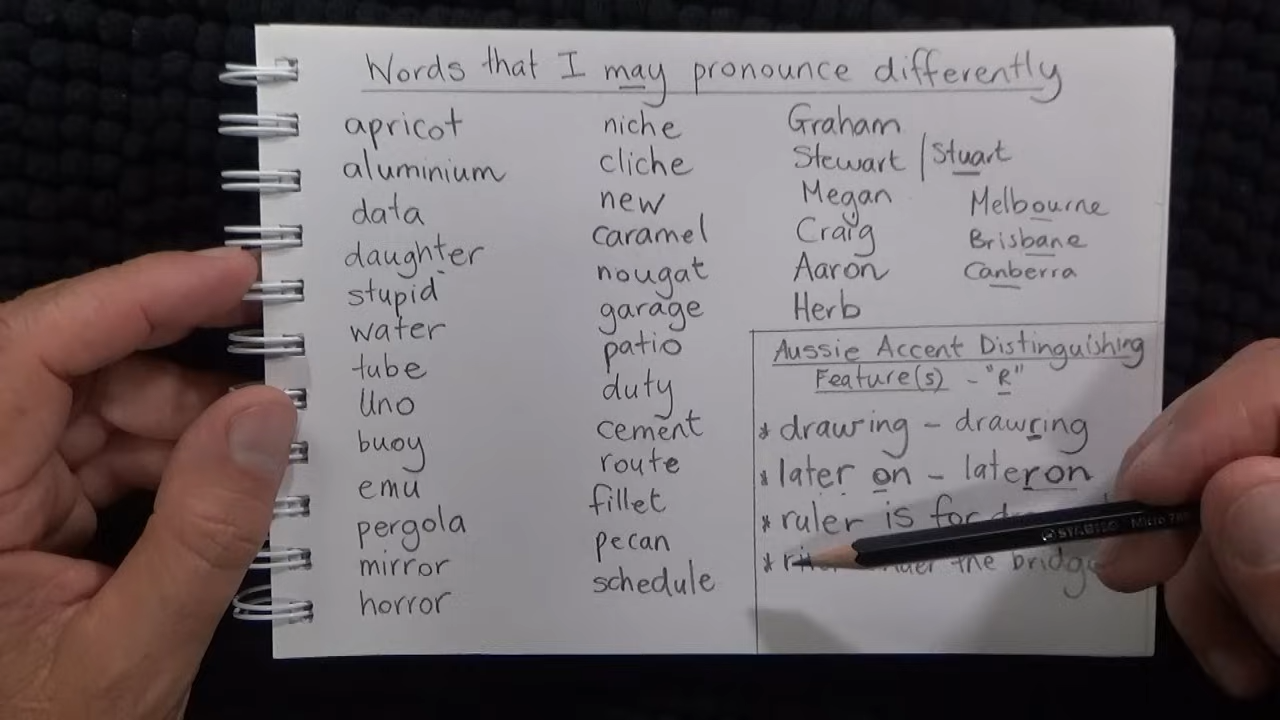 Words that I may pronounce differently
apricot
aluminium
data
daughter
stupid
water
tube
Uno
buoy
emu
pergola
mirror
horror
niche
cliche
new
caramel
nougat
garage
patio
duty
cement
route
fillet
pecan
schedule
Graham
Stewart / Stuart
Megan
Craig
Aaron
Herb
Melbourne
Brisbane
Canberra
Aussie Accent Distinguishing
Feature(s) - "R"
* drawing - drawring
* later on - lateron
* ruler is for
* the bridge